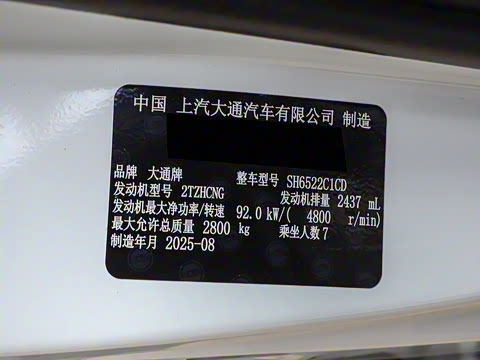 中国 上汽大通汽车有限公司 制造
品牌 大通牌 整车型号 SH6522C1CD
发动机型号 2TZHCNG 发动机排量 2437 mL
发动机最大净功率/转速 92.0 kW/( 4800 r/min)
最大允许总质量 2800 kg 乘坐人数 7
制造年月 2025-08